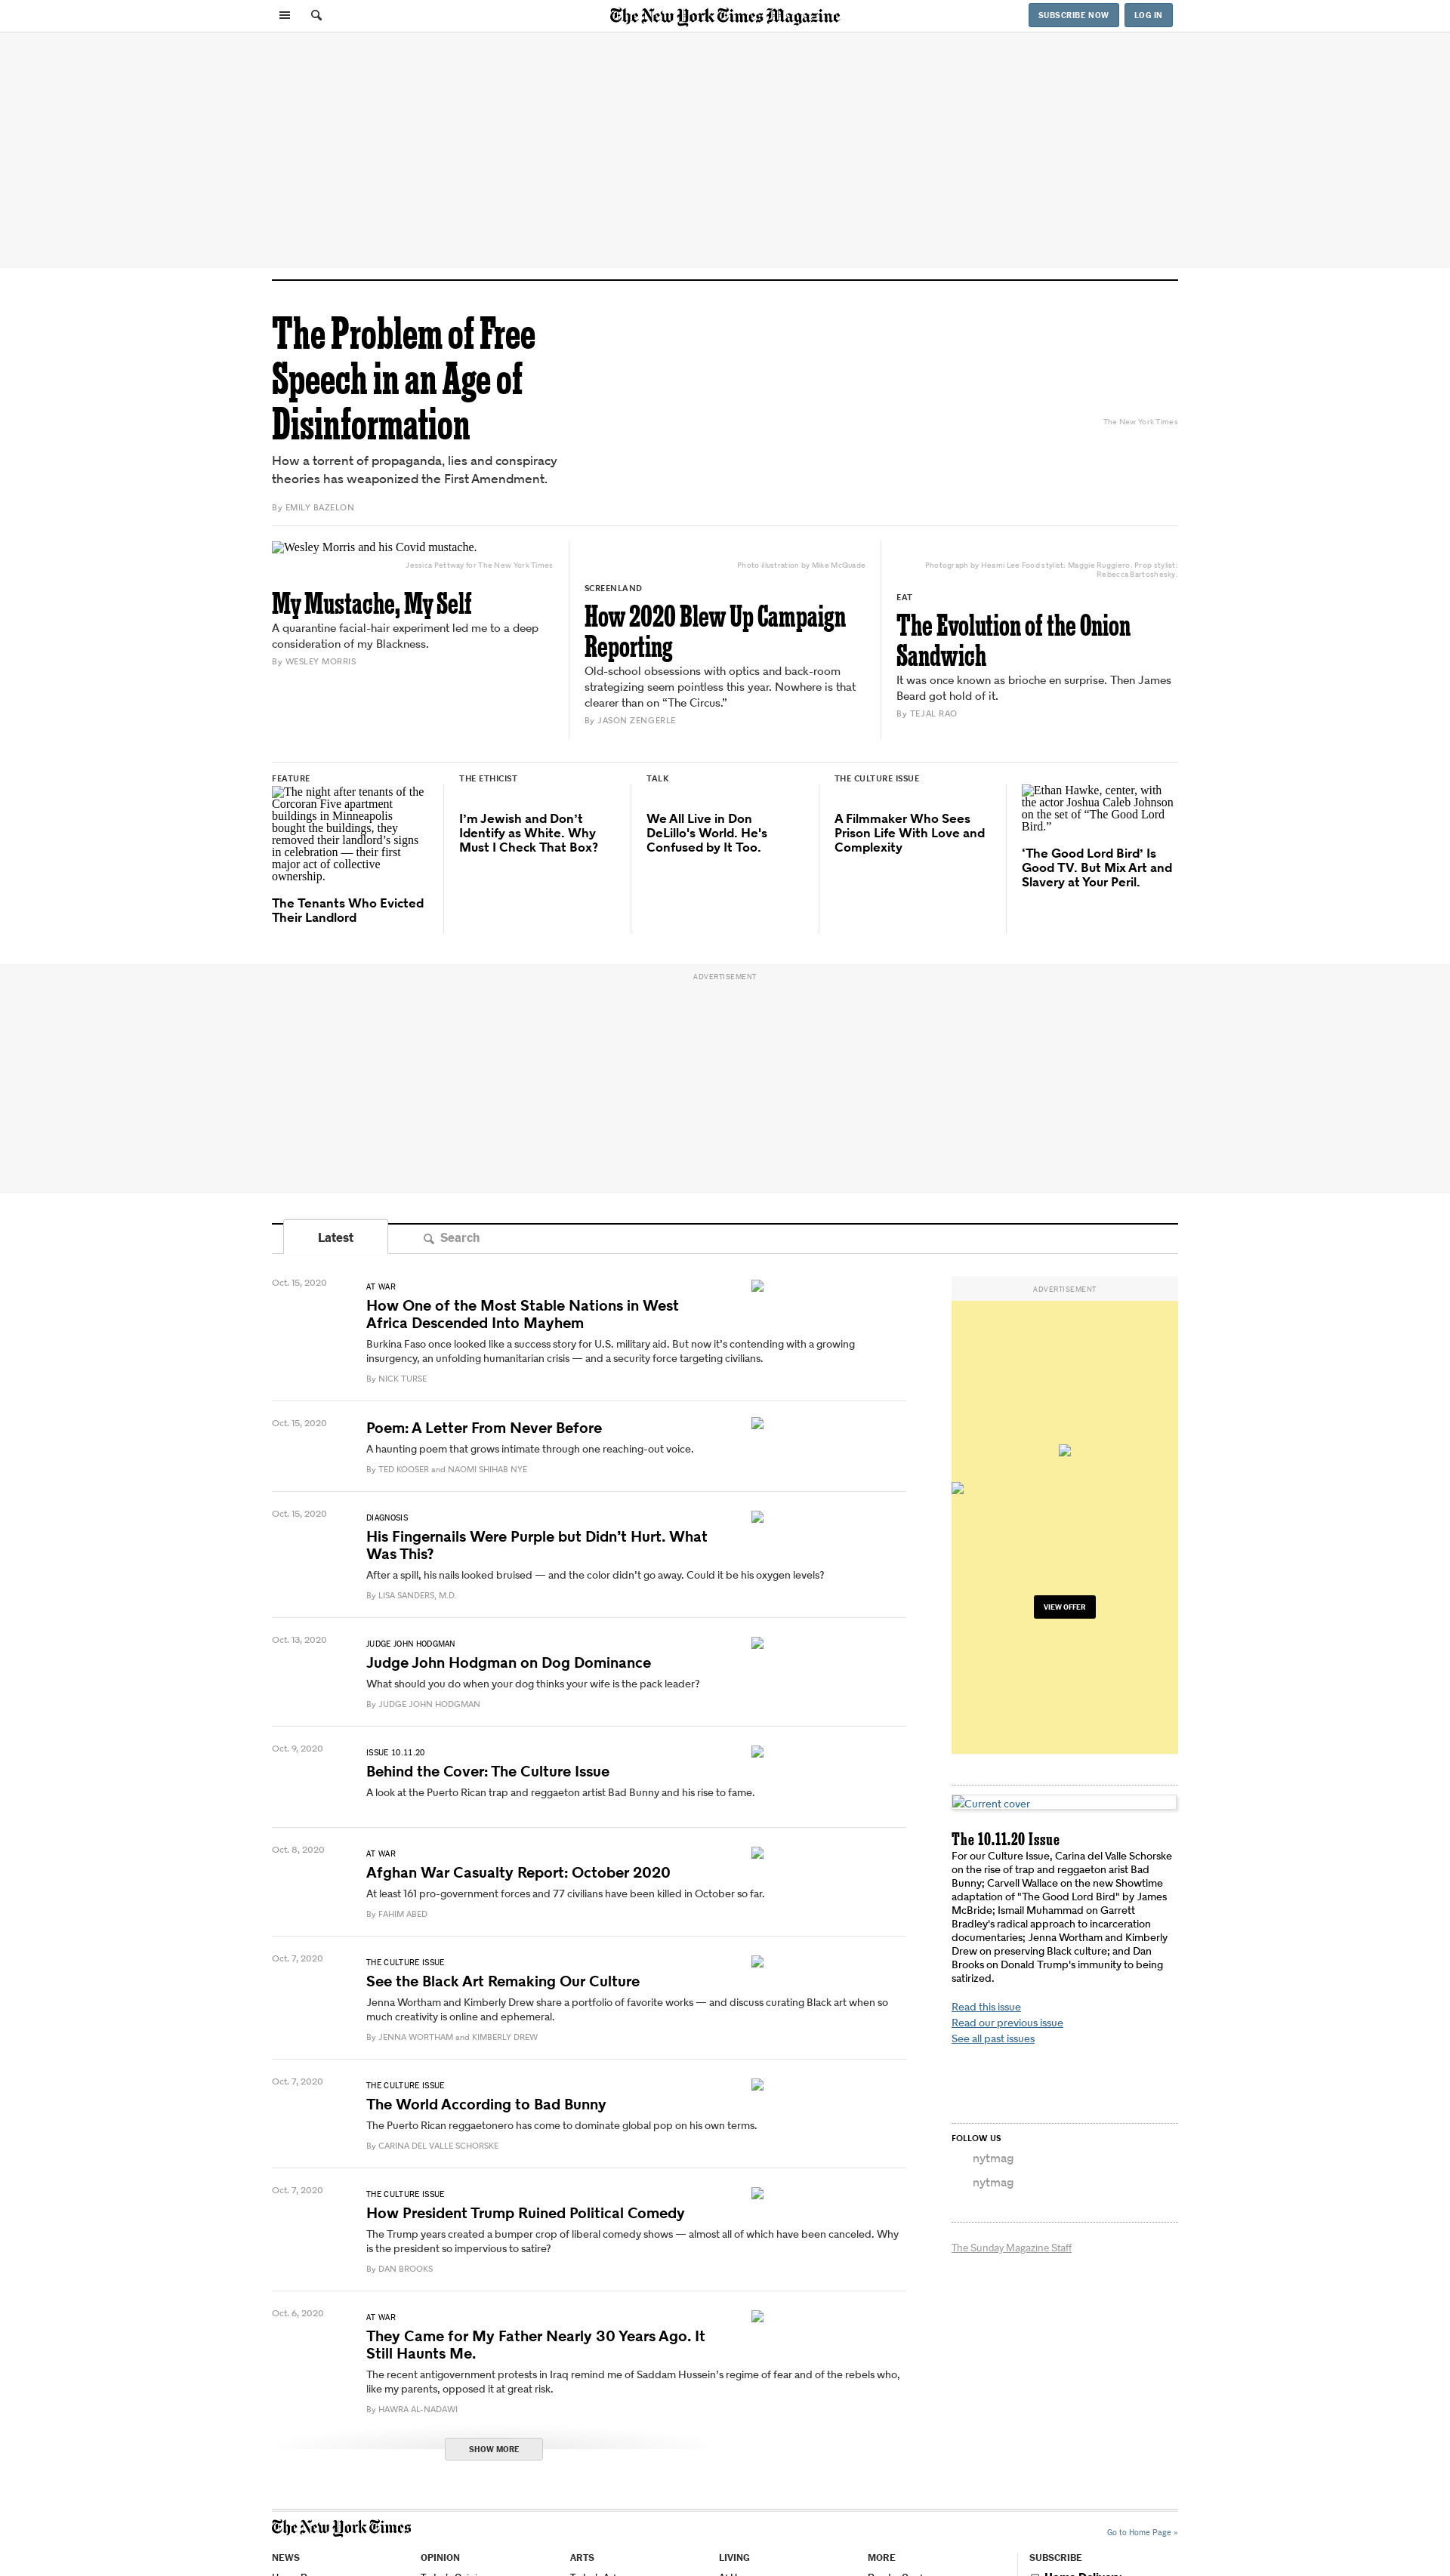 The New York Times Magazine
SUBSCRIBE NOW
LOG IN
The Problem of Free
Speech in an Age of
Disinformation
How a torrent of propaganda, lies and conspiracy
theories has weaponized the First Amendment.
By EMILY BAZELON
The New York Times
Wesley Morris and his Covid mustache.
Jessica Pettway for The New York Times
My Mustache, My Self
A quarantine facial-hair experiment led me to a deep
consideration of my Blackness.
By WESLEY MORRIS
Photo illustration by Mike McQuade
SCREENLAND
How 2020 Blew Up Campaign
Reporting
Old-school obsessions with optics and back-room
strategizing seem pointless this year. Nowhere is that
clearer than on “The Circus.”
By JASON ZENGERLE
Photograph by Heami Lee Food stylist: Maggie Ruggiero. Prop stylist:
Rebecca Bartoshesky.
EAT
The Evolution of the Onion
Sandwich
It was once known as brioche en surprise. Then James
Beard got hold of it.
By TEJAL RAO
FEATURE
The night after tenants of the
Corcoran Five apartment
buildings in Minneapolis
bought the buildings, they
removed their landlord’s signs
in celebration — their first
major act of collective
ownership.
The Tenants Who Evicted
Their Landlord
THE ETHICIST
I’m Jewish and Don’t
Identify as White. Why
Must I Check That Box?
TALK
We All Live in Don
DeLillo's World. He's
Confused by It Too.
THE CULTURE ISSUE
A Filmmaker Who Sees
Prison Life With Love and
Complexity
Ethan Hawke, center, with
the actor Joshua Caleb Johnson
on the set of “The Good Lord
Bird.”
‘The Good Lord Bird’ Is
Good TV. But Mix Art and
Slavery at Your Peril.
ADVERTISEMENT
Latest
Search
Oct. 15, 2020
AT WAR
How One of the Most Stable Nations in West
Africa Descended Into Mayhem
Burkina Faso once looked like a success story for U.S. military aid. But now it’s contending with a growing
insurgency, an unfolding humanitarian crisis — and a security force targeting civilians.
By NICK TURSE
Oct. 15, 2020
Poem: A Letter From Never Before
A haunting poem that grows intimate through one reaching-out voice.
By TED KOOSER and NAOMI SHIHAB NYE
Oct. 15, 2020
DIAGNOSIS
His Fingernails Were Purple but Didn’t Hurt. What
Was This?
After a spill, his nails looked bruised — and the color didn’t go away. Could it be his oxygen levels?
By LISA SANDERS, M.D.
Oct. 13, 2020
JUDGE JOHN HODGMAN
Judge John Hodgman on Dog Dominance
What should you do when your dog thinks your wife is the pack leader?
By JUDGE JOHN HODGMAN
Oct. 9, 2020
ISSUE 10.11.20
Behind the Cover: The Culture Issue
A look at the Puerto Rican trap and reggaeton artist Bad Bunny and his rise to fame.
Oct. 8, 2020
AT WAR
Afghan War Casualty Report: October 2020
At least 161 pro-government forces and 77 civilians have been killed in October so far.
By FAHIM ABED
Oct. 7, 2020
THE CULTURE ISSUE
See the Black Art Remaking Our Culture
Jenna Wortham and Kimberly Drew share a portfolio of favorite works — and discuss curating Black art when so
much creativity is online and ephemeral.
By JENNA WORTHAM and KIMBERLY DREW
Oct. 7, 2020
THE CULTURE ISSUE
The World According to Bad Bunny
The Puerto Rican reggaetonero has come to dominate global pop on his own terms.
By CARINA DEL VALLE SCHORSKE
Oct. 7, 2020
THE CULTURE ISSUE
How President Trump Ruined Political Comedy
The Trump years created a bumper crop of liberal comedy shows — almost all of which have been canceled. Why
is the president so impervious to satire?
By DAN BROOKS
Oct. 6, 2020
AT WAR
They Came for My Father Nearly 30 Years Ago. It
Still Haunts Me.
The recent antigovernment protests in Iraq remind me of Saddam Hussein’s regime of fear and of the rebels who,
like my parents, opposed it at great risk.
By HAWRA AL-NADAWI
SHOW MORE
ADVERTISEMENT
VIEW OFFER
Current cover
The 10.11.20 Issue
For our Culture Issue, Carina del Valle Schorske
on the rise of trap and reggaeton arist Bad
Bunny; Carvell Wallace on the new Showtime
adaptation of "The Good Lord Bird" by James
McBride; Ismail Muhammad on Garrett
Bradley's radical approach to incarceration
documentaries; Jenna Wortham and Kimberly
Drew on preserving Black culture; and Dan
Brooks on Donald Trump's immunity to being
satirized.
Read this issue
Read our previous issue
See all past issues
FOLLOW US
nytmag
nytmag
The Sunday Magazine Staff
The New York Times
Go to Home Page »
NEWS
OPINION
ARTS
LIVING
MORE
SUBSCRIBE